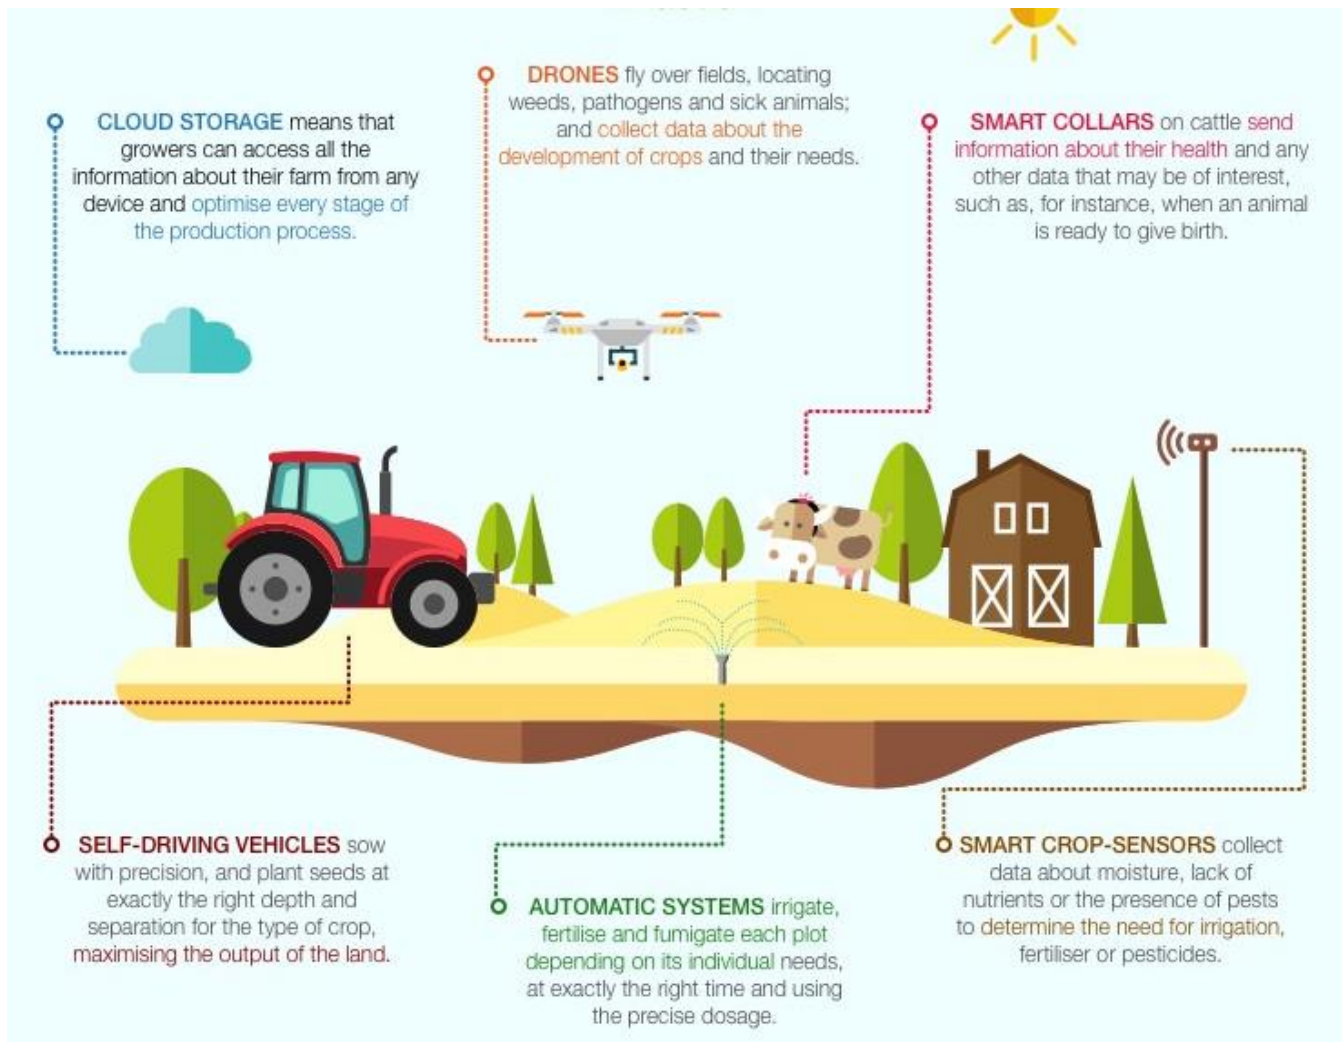 CLOUD STORAGE means that
growers can access all the
information about their farm from any
device and optimise every stage of
the production process.
DRONES fly over fields, locating
weeds, pathogens and sick animals;
and collect data about the
development of crops and their needs.
SMART COLLARS on cattle send
information about their health and any
other data that may be of interest,
such as, for instance, when an animal
is ready to give birth.
SELF-DRIVING VEHICLES sow
with precision, and plant seeds at
exactly the right depth and
separation for the type of crop,
maximising the output of the land.
AUTOMATIC SYSTEMS irrigate,
fertilise and fumigate each plot
depending on its individual needs,
at exactly the right time and using
the precise dosage.
SMART CROP-SENSORS collect
data about moisture, lack of
nutrients or the presence of pests
to determine the need for irrigation,
fertiliser or pesticides.